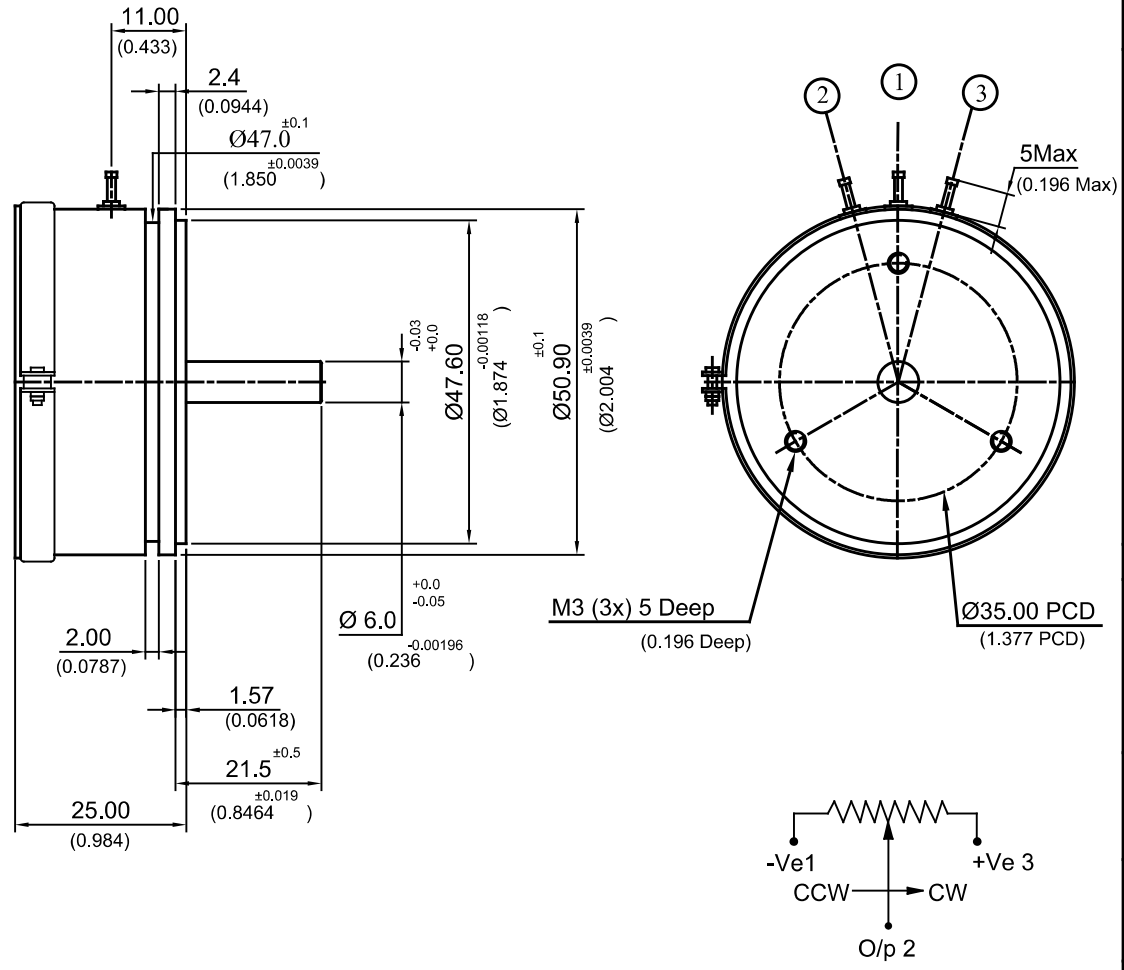 11.00
(0.433)
2.4
(0.0944)
Ø47.0 ±0.1
(1.850 ±0.0039)
2
1
3
5Max
(0.196 Max)
Ø47.60 -0.03 +0.0
(Ø1.874 -0.00118)
Ø50.90 ±0.1
(Ø2.004 ±0.0039)
Ø 6.0 +0.0 -0.05
(0.236 -0.00196)
2.00
(0.0787)
1.57
(0.0618)
21.5 ±0.5
(0.8464 ±0.019)
25.00
(0.984)
M3 (3x) 5 Deep
(0.196 Deep)
Ø35.00 PCD
(1.377 PCD)
-Ve1
+Ve 3
CCW
CW
O/p 2